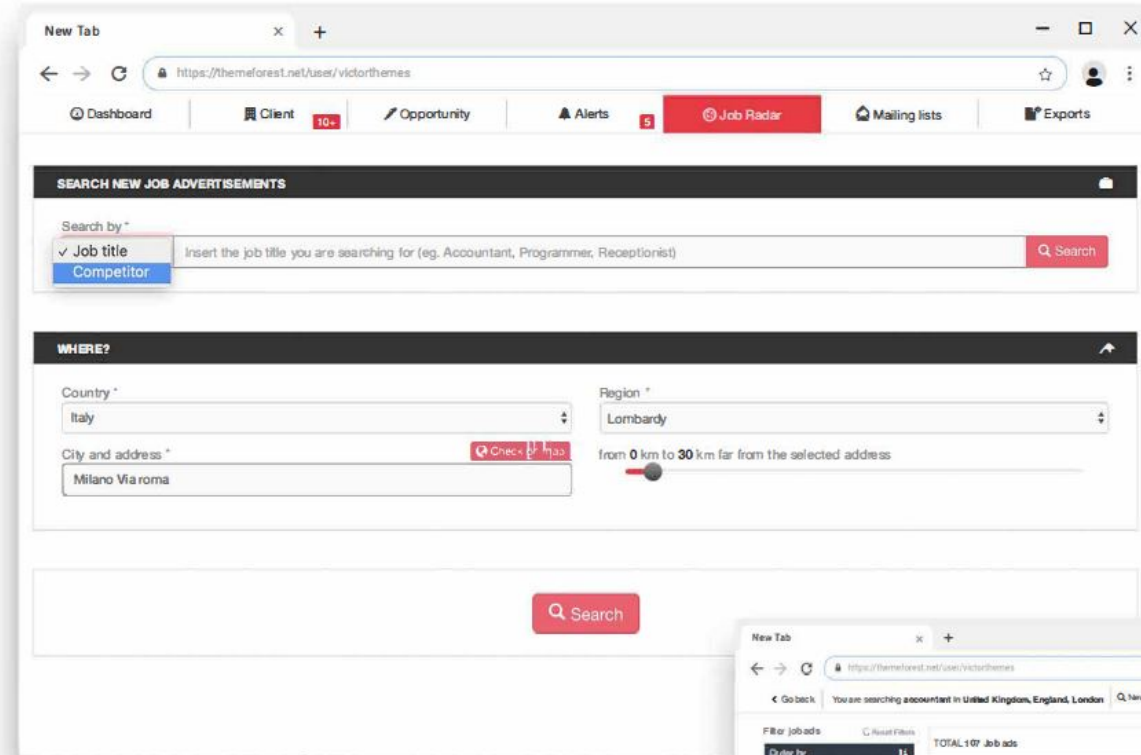 New Tab
https://themeforest.net/user/victorthemes
Dashboard Client 10+ Opportunity Alerts 5 Job Radar Mailing lists Exports
SEARCH NEW JOB ADVERTISEMENTS
Search by *
✓ Job title Insert the job title you are searching for (eg. Accountant, Programmer, Receptionist) Search
Competitor
WHERE?
Country * Region *
Italy Lombardy
City and address * Check from 0 km to 30 km far from the selected address
Milano Via roma
Search
New Tab
https://themeforest.net/user/victorthemes
Go back You are searching accountant in United Kingdom, England, London
Filter job ads Reset Filters
Order by TOTAL 107 Job ads